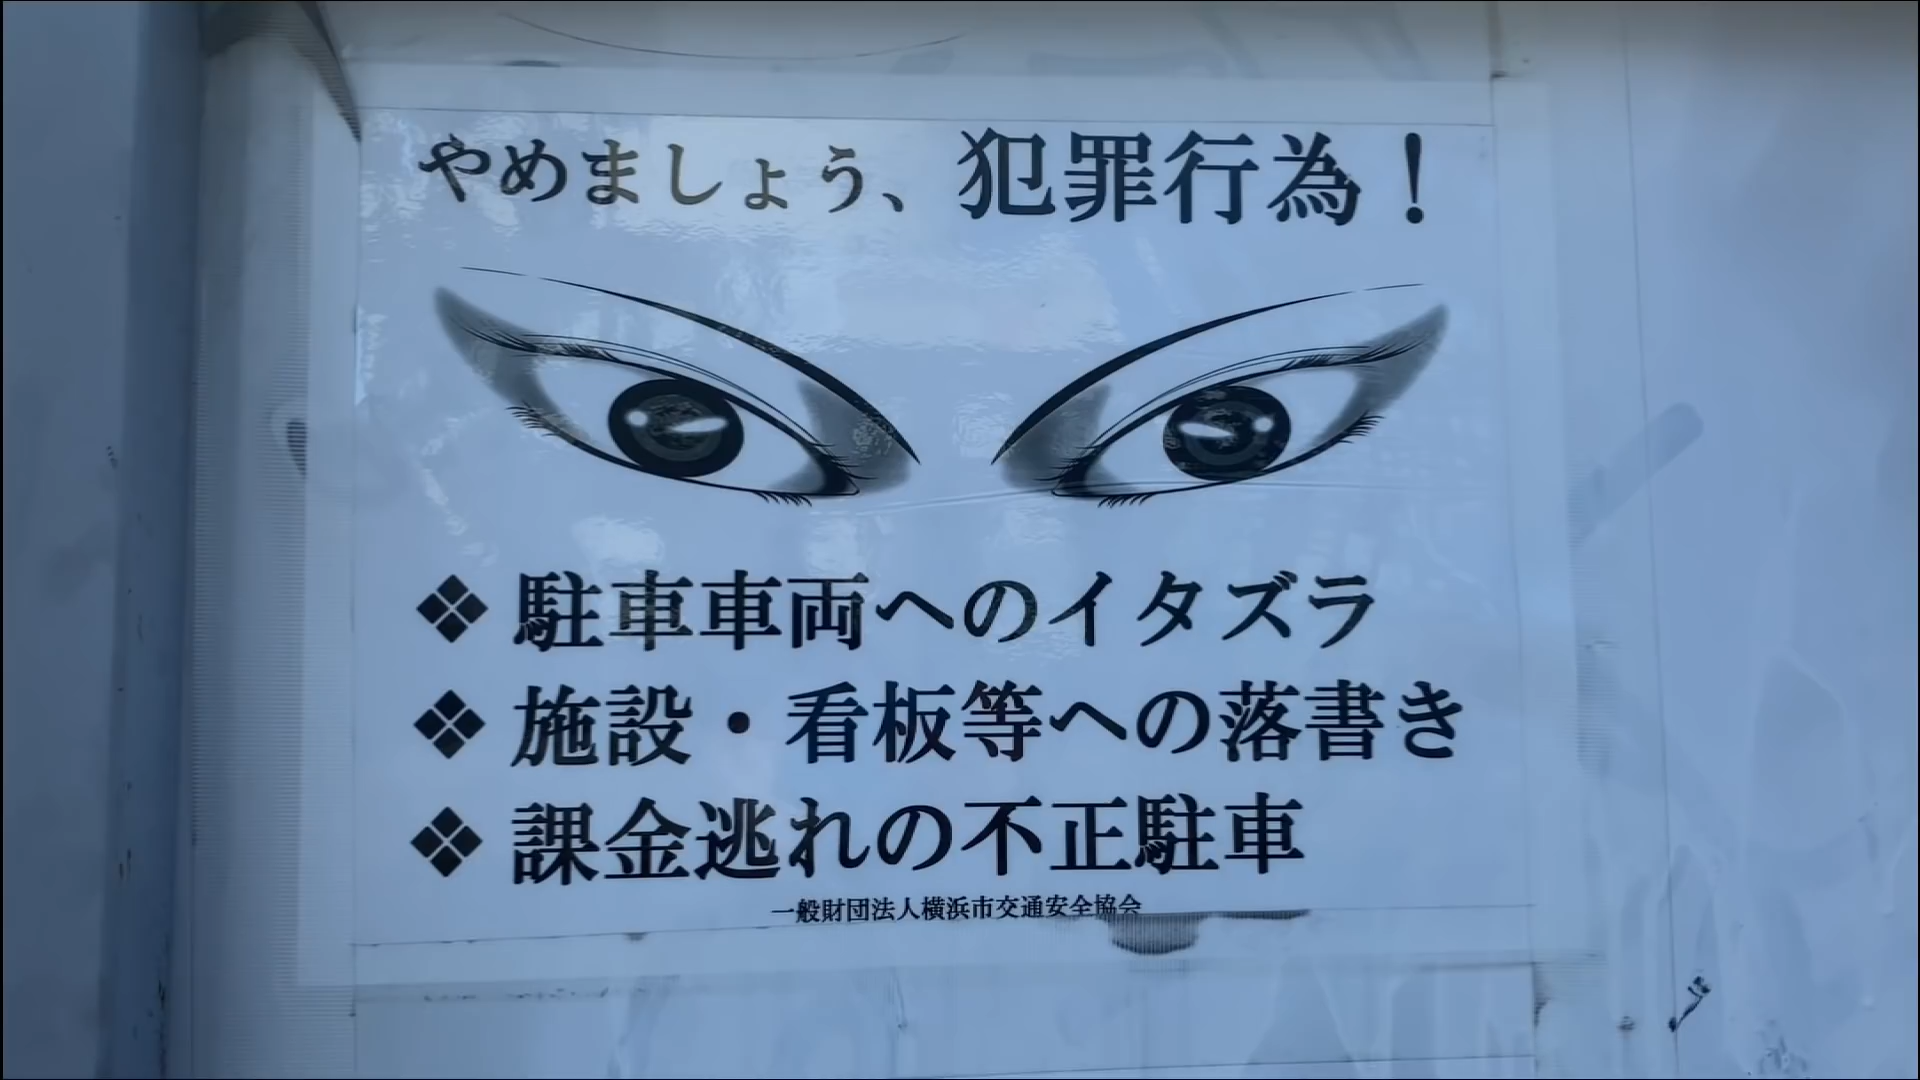 やめましょう、犯罪行為！
❖ 駐車車両へのイタズラ
❖ 施設・看板等への落書き
❖ 課金逃れの不正駐車
一般財団法人横浜市交通安全協会